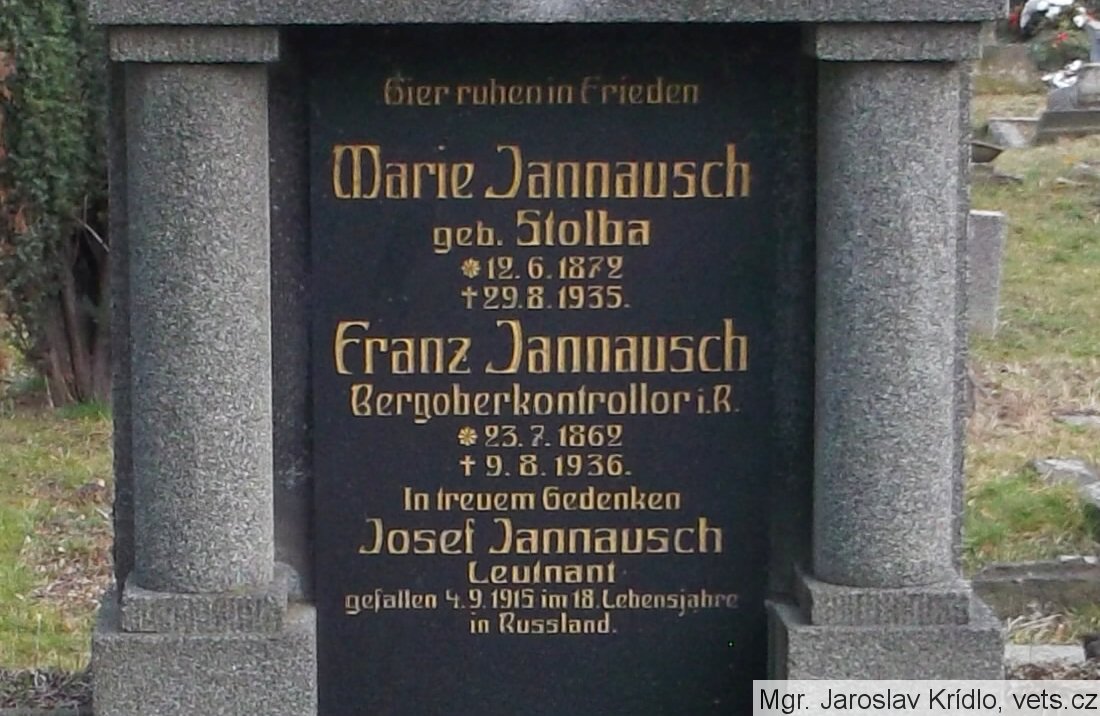 Hier ruhen in Frieden
Marie Jannausch
geb. Stolba
* 12. 6. 1872
† 29. 8. 1935.
Franz Jannausch
Bergoberkontrollor i. R.
* 23. 7. 1862
† 9. 8. 1936.
In treuem Gedenken
Josef Jannausch
Leutnant
gefallen 4. 9. 1915 im 18. Lebensjahre
in Russland.
Mgr. Jaroslav Krídlo, vets.cz